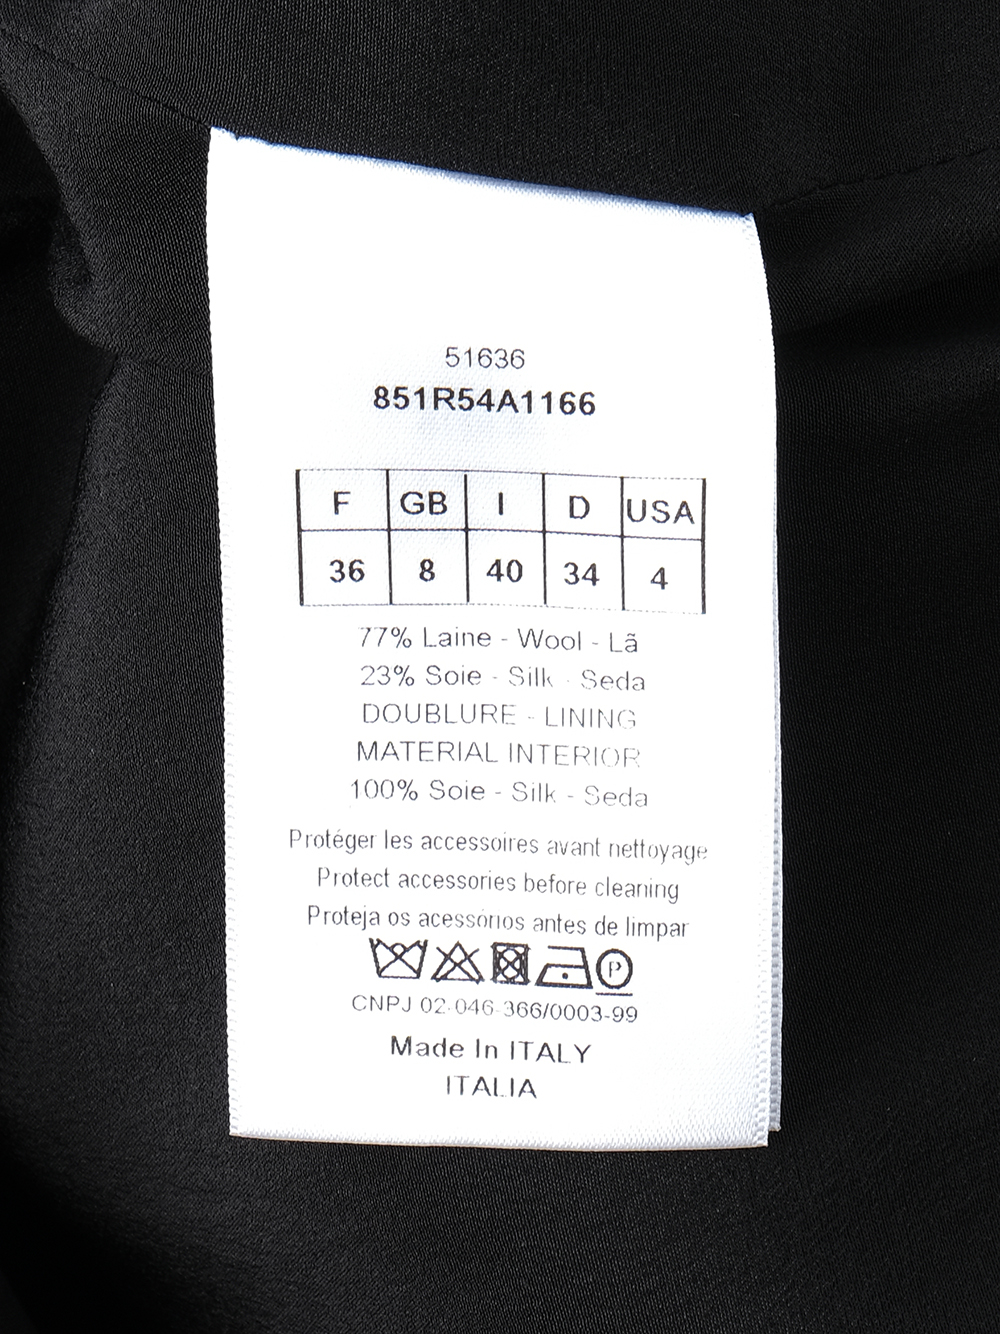 51636
851R54A1166
F GB I D USA
36 8 40 34 4
77% Laine - Wool - Lã
23% Soie - Silk - Seda
DOUBLURE - LINING
MATERIAL INTERIOR
100% Soie - Silk - Seda
Protéger les accessoires avant nettoyage
Protect accessories before cleaning
Proteja os acessórios antes de limpar
P
CNPJ 02.046.366/0003-99
Made In ITALY
ITALIA